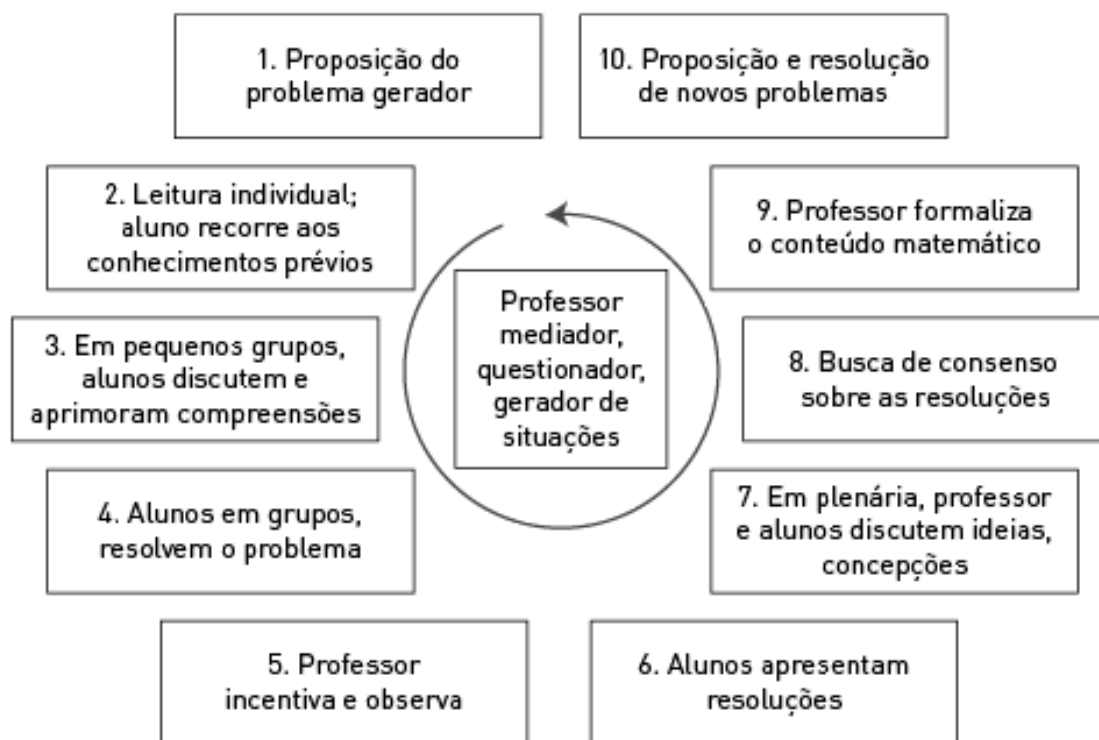 1. Proposição do
problema gerador
2. Leitura individual;
aluno recorre aos
conhecimentos prévios
3. Em pequenos grupos,
alunos discutem e
aprimoram compreensões
4. Alunos em grupos,
resolvem o problema
5. Professor
incentiva e observa
6. Alunos apresentam
resoluções
7. Em plenária, professor
e alunos discutem ideias,
concepções
8. Busca de consenso
sobre as resoluções
9. Professor formaliza
o conteúdo matemático
10. Proposição e resolução
de novos problemas
Professor
mediador,
questionador,
gerador de
situações